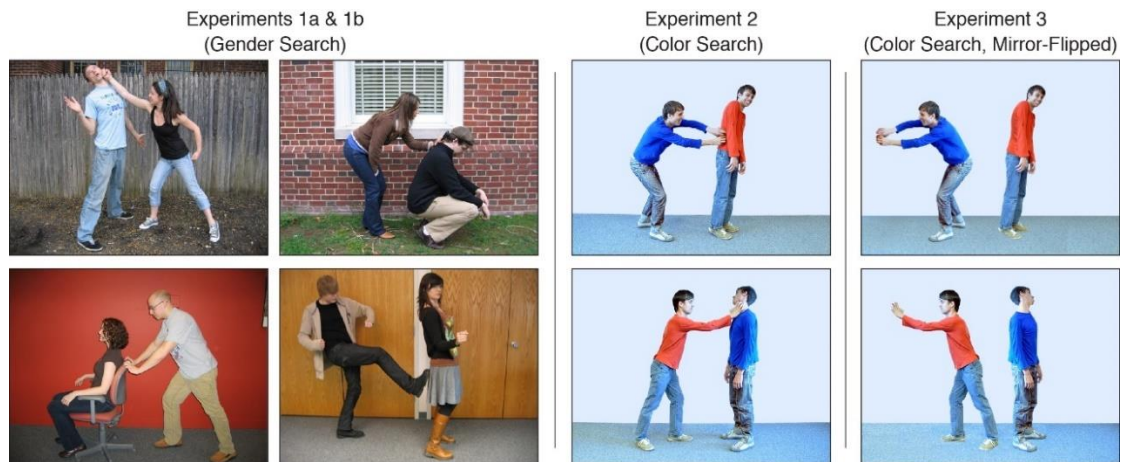 Experiments 1a & 1b
(Gender Search)
Experiment 2
(Color Search)
Experiment 3
(Color Search, Mirror-Flipped)